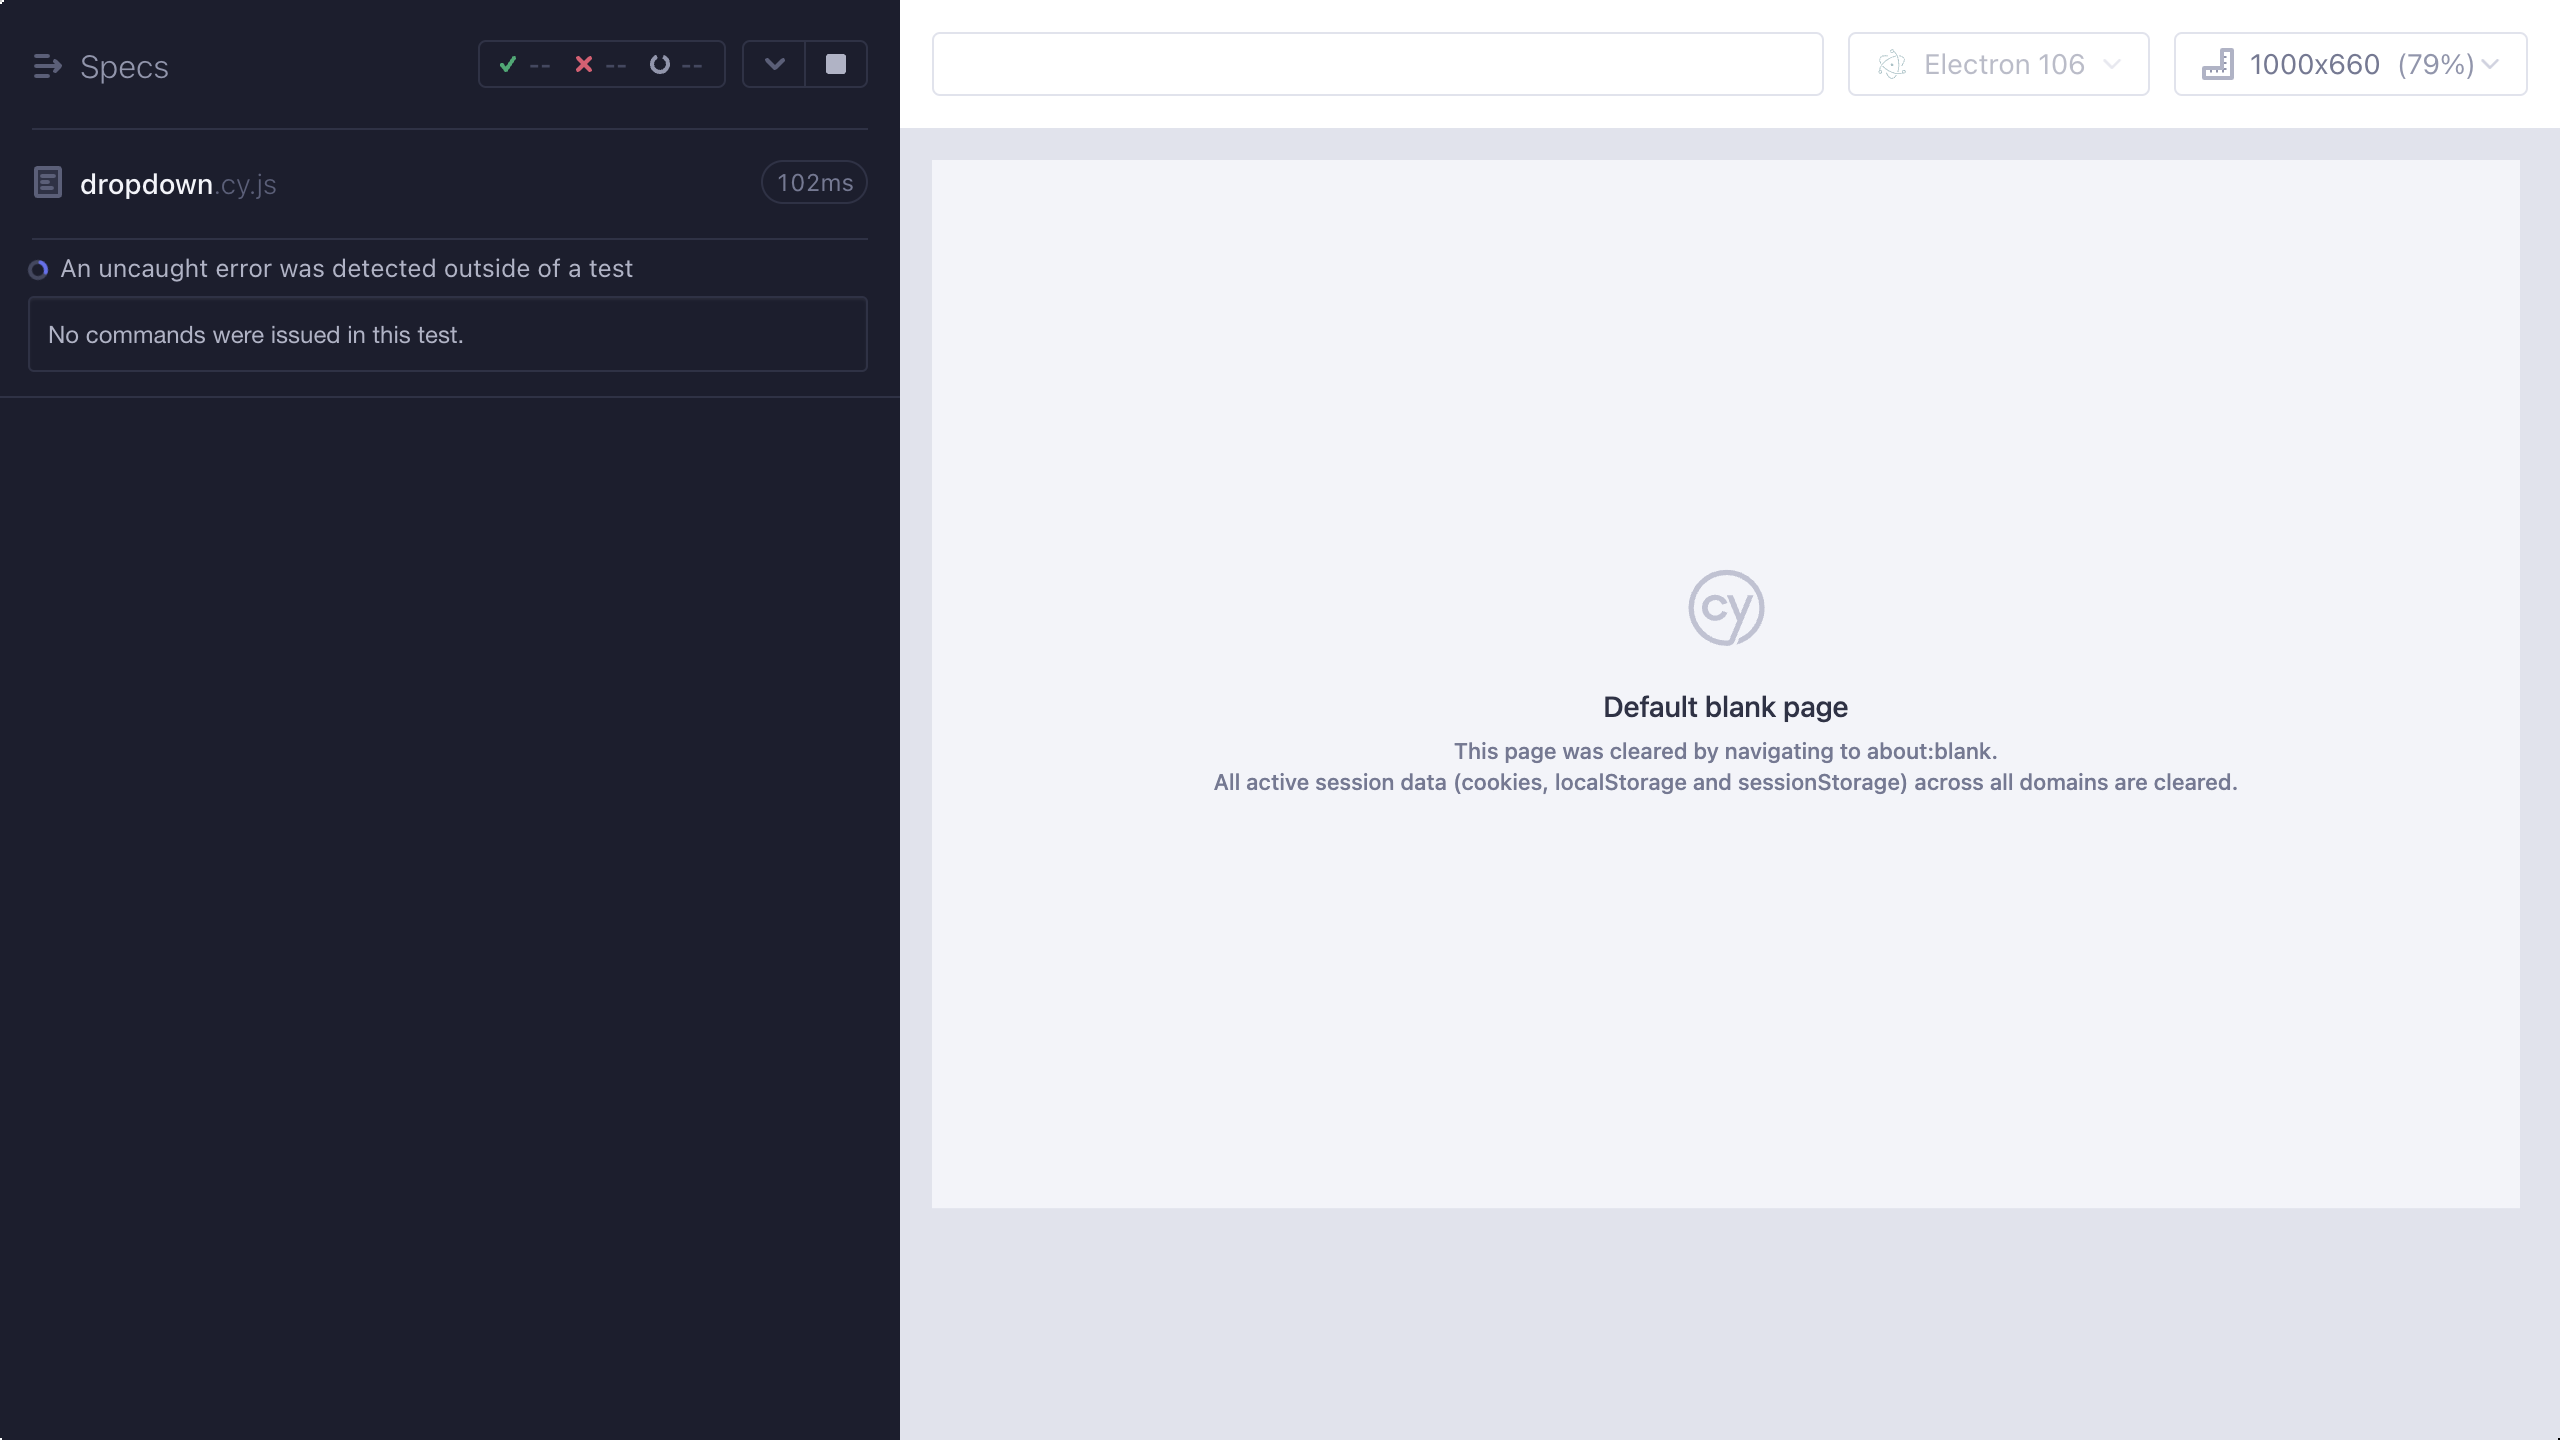 Specs
--
--
--
Electron 106
1000x660 (79%)
dropdown.cy.js
102ms
An uncaught error was detected outside of a test
No commands were issued in this test.
cy
Default blank page
This page was cleared by navigating to about:blank.
All active session data (cookies, localStorage and sessionStorage) across all domains are cleared.